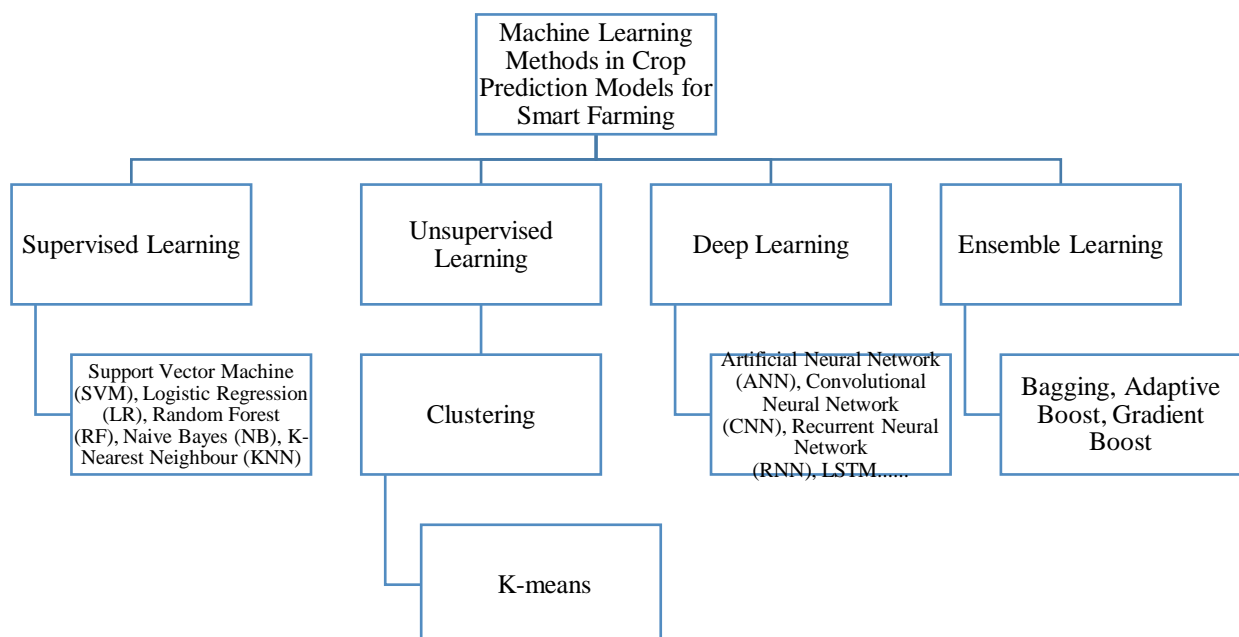 Machine Learning
Methods in Crop
Prediction Models for
Smart Farming
Supervised Learning
Unsupervised
Learning
Deep Learning
Ensemble Learning
Support Vector Machine
(SVM), Logistic Regression
(LR), Random Forest
(RF), Naive Bayes (NB), K-
Nearest Neighbour (KNN)
Clustering
Artificial Neural Network
(ANN), Convolutional
Neural Network
(CNN), Recurrent Neural
Network
(RNN), LSTM......
Bagging, Adaptive
Boost, Gradient
Boost
K-means